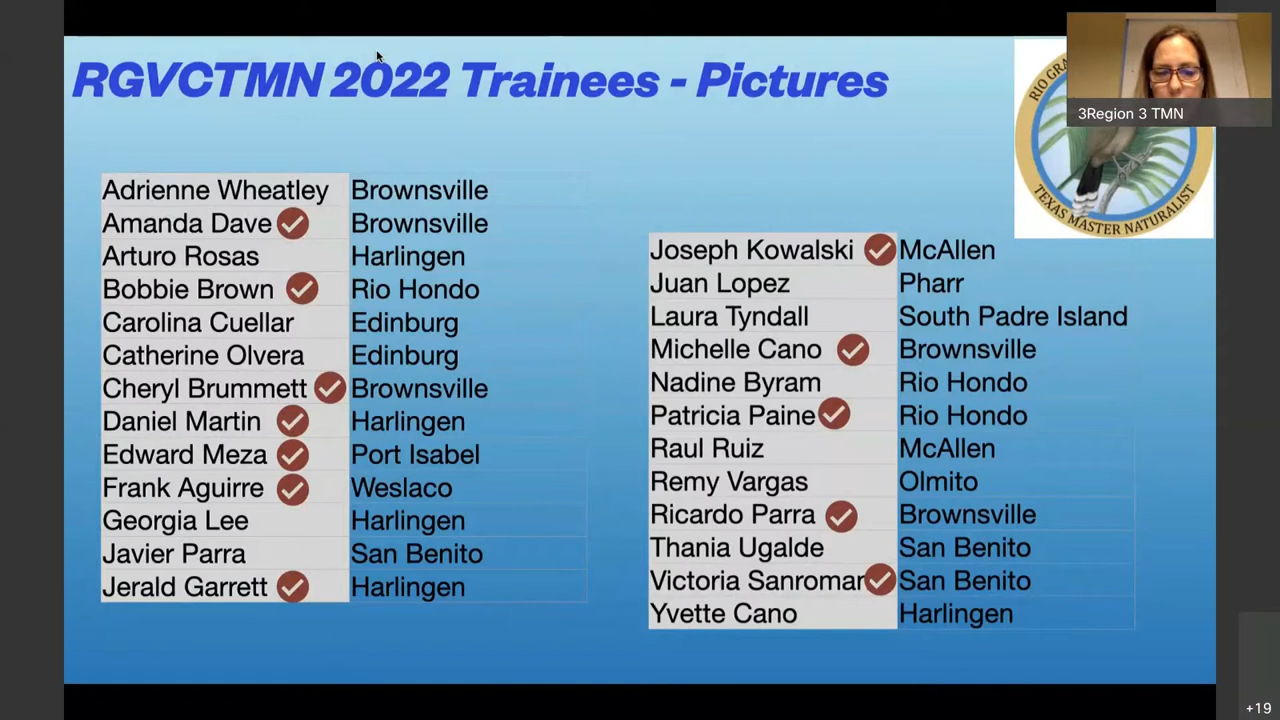 RGVCTMN 2022 Trainees - Pictures
3Region 3 TMN
RIO GRA
TEXAS MASTER NATURALIST
Adrienne Wheatley Brownsville
Amanda Dave Brownsville
Arturo Rosas Harlingen
Bobbie Brown Rio Hondo
Carolina Cuellar Edinburg
Catherine Olvera Edinburg
Cheryl Brummett Brownsville
Daniel Martin Harlingen
Edward Meza Port Isabel
Frank Aguirre Weslaco
Georgia Lee Harlingen
Javier Parra San Benito
Jerald Garrett Harlingen
Joseph Kowalski McAllen
Juan Lopez Pharr
Laura Tyndall South Padre Island
Michelle Cano Brownsville
Nadine Byram Rio Hondo
Patricia Paine Rio Hondo
Raul Ruiz McAllen
Remy Vargas Olmito
Ricardo Parra Brownsville
Thania Ugalde San Benito
Victoria Sanroman San Benito
Yvette Cano Harlingen
+19